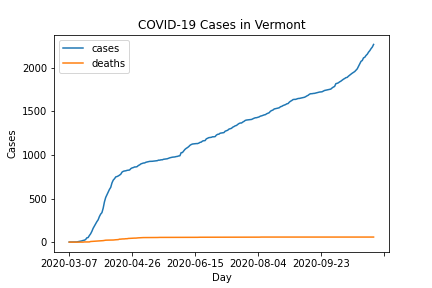 COVID-19 Cases in Vermont
cases
deaths
2000
1500
1000
500
0
Cases
2020-03-07 2020-04-26 2020-06-15 2020-08-04 2020-09-23
Day